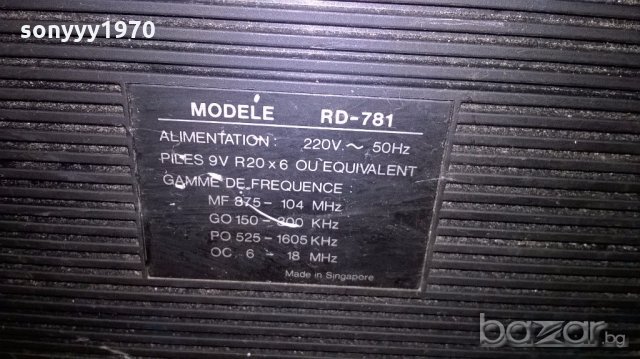 sonyyy1970
MODELE RD-781
ALIMENTATION : 220V.~ 50Hz
PILES 9V R20 x 6 OU EQUIVALENT
GAMME DE FREQUENCE :
MF 875 - 104 MHz
GO 150 - 300 KHz
PO 525 - 1605 KHz
OC 6 - 18 MHz
Made in Singapore
bazar.bg